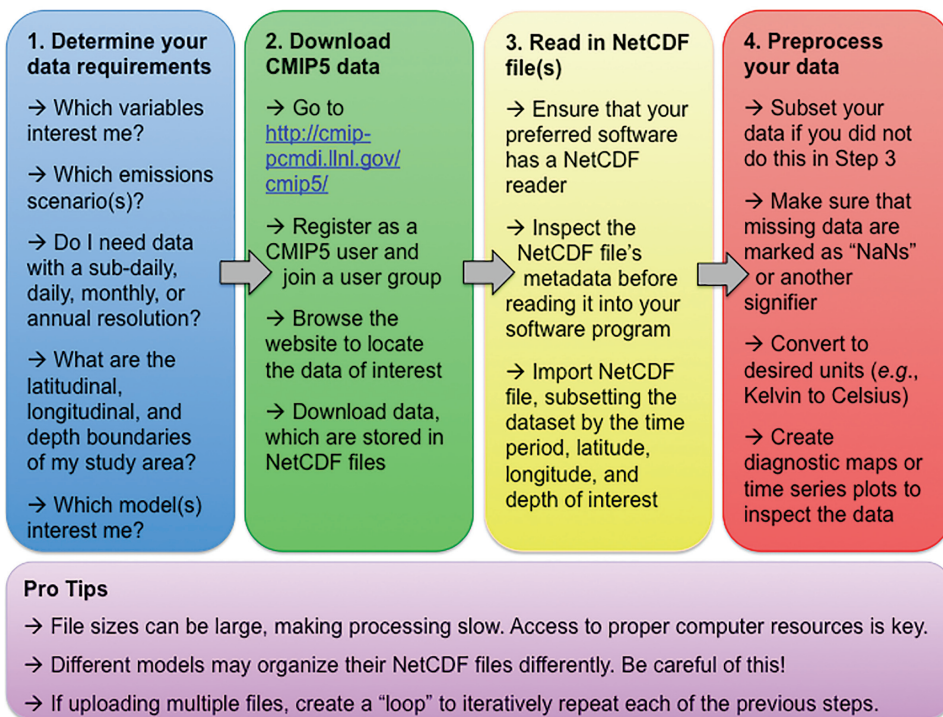 1. Determine your
data requirements
→ Which variables
interest me?
→ Which emissions
scenario(s)?
→ Do I need data
with a sub-daily,
daily, monthly, or
annual resolution?
→ What are the
latitudinal,
longitudinal, and
depth boundaries
of my study area?
→ Which model(s)
interest me?
2. Download
CMIP5 data
→ Go to
http://cmip-
pcmdi.llnl.gov/
cmip5/
→ Register as a
CMIP5 user and
join a user group
→ Browse the
website to locate
the data of interest
→ Download data,
which are stored in
NetCDF files
3. Read in NetCDF
file(s)
→ Ensure that your
preferred software
has a NetCDF
reader
→ Inspect the
NetCDF file's
metadata before
reading it into your
software program
→ Import NetCDF
file, subsetting the
dataset by the time
period, latitude,
longitude, and
depth of interest
4. Preprocess
your data
→ Subset your
data if you did not
do this in Step 3
→ Make sure that
missing data are
marked as “NaNs”
or another
signifier
→ Convert to
desired units (e.g.,
Kelvin to Celsius)
→ Create
diagnostic maps or
time series plots to
inspect the data
Pro Tips
→ File sizes can be large, making processing slow. Access to proper computer resources is key.
→ Different models may organize their NetCDF files differently. Be careful of this!
→ If uploading multiple files, create a “loop” to iteratively repeat each of the previous steps.